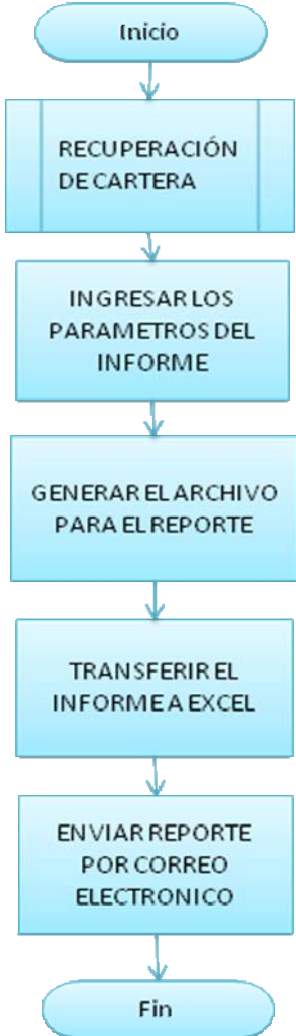 Inicio
RECUPERACIÓN
DE CARTERA
INGRESAR LOS
PARAMETROS DEL
INFORME
GENERAR EL ARCHIVO
PARA EL REPORTE
TRANSFERIR EL
INFORME A EXCEL
ENVIAR REPORTE
POR CORREO
ELECTRONICO
Fin